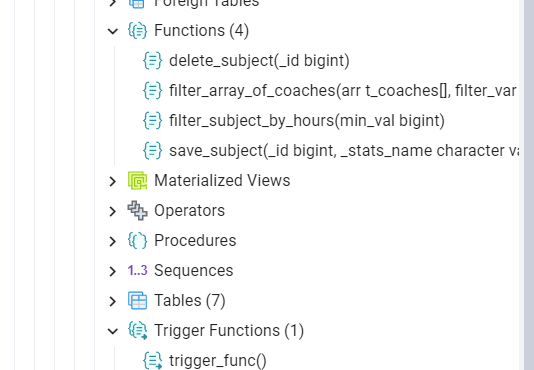 Foreign Tables
Functions (4)
delete_subject(_id bigint)
filter_array_of_coaches(arr t_coaches[], filter_var
filter_subject_by_hours(min_val bigint)
save_subject(_id bigint, _stats_name character va
Materialized Views
Operators
Procedures
1..3 Sequences
Tables (7)
Trigger Functions (1)
trigger_func()